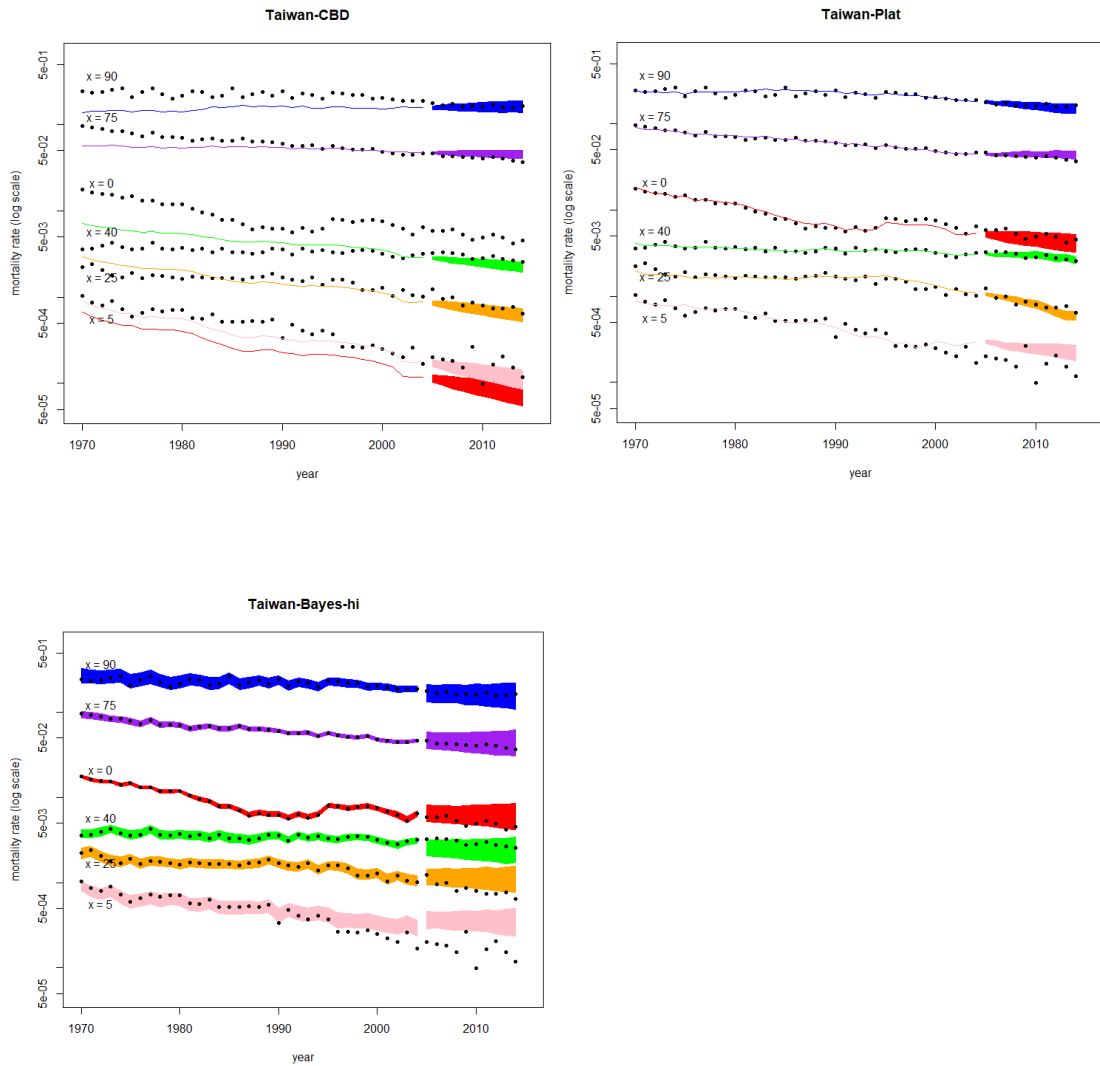 Taiwan-CBD
mortality rate (log scale)
5e-01
5e-02
5e-03
5e-04
5e-05
x = 90
x = 75
x = 0
x = 40
x = 25
x = 5
1970 1980 1990 2000 2010
year
Taiwan-Plat
mortality rate (log scale)
5e-01
5e-02
5e-03
5e-04
5e-05
x = 90
x = 75
x = 0
x = 40
x = 25
x = 5
1970 1980 1990 2000 2010
year
Taiwan-Bayes-hi
mortality rate (log scale)
5e-01
5e-02
5e-03
5e-04
5e-05
x = 90
x = 75
x = 0
x = 40
x = 25
x = 5
1970 1980 1990 2000 2010
year